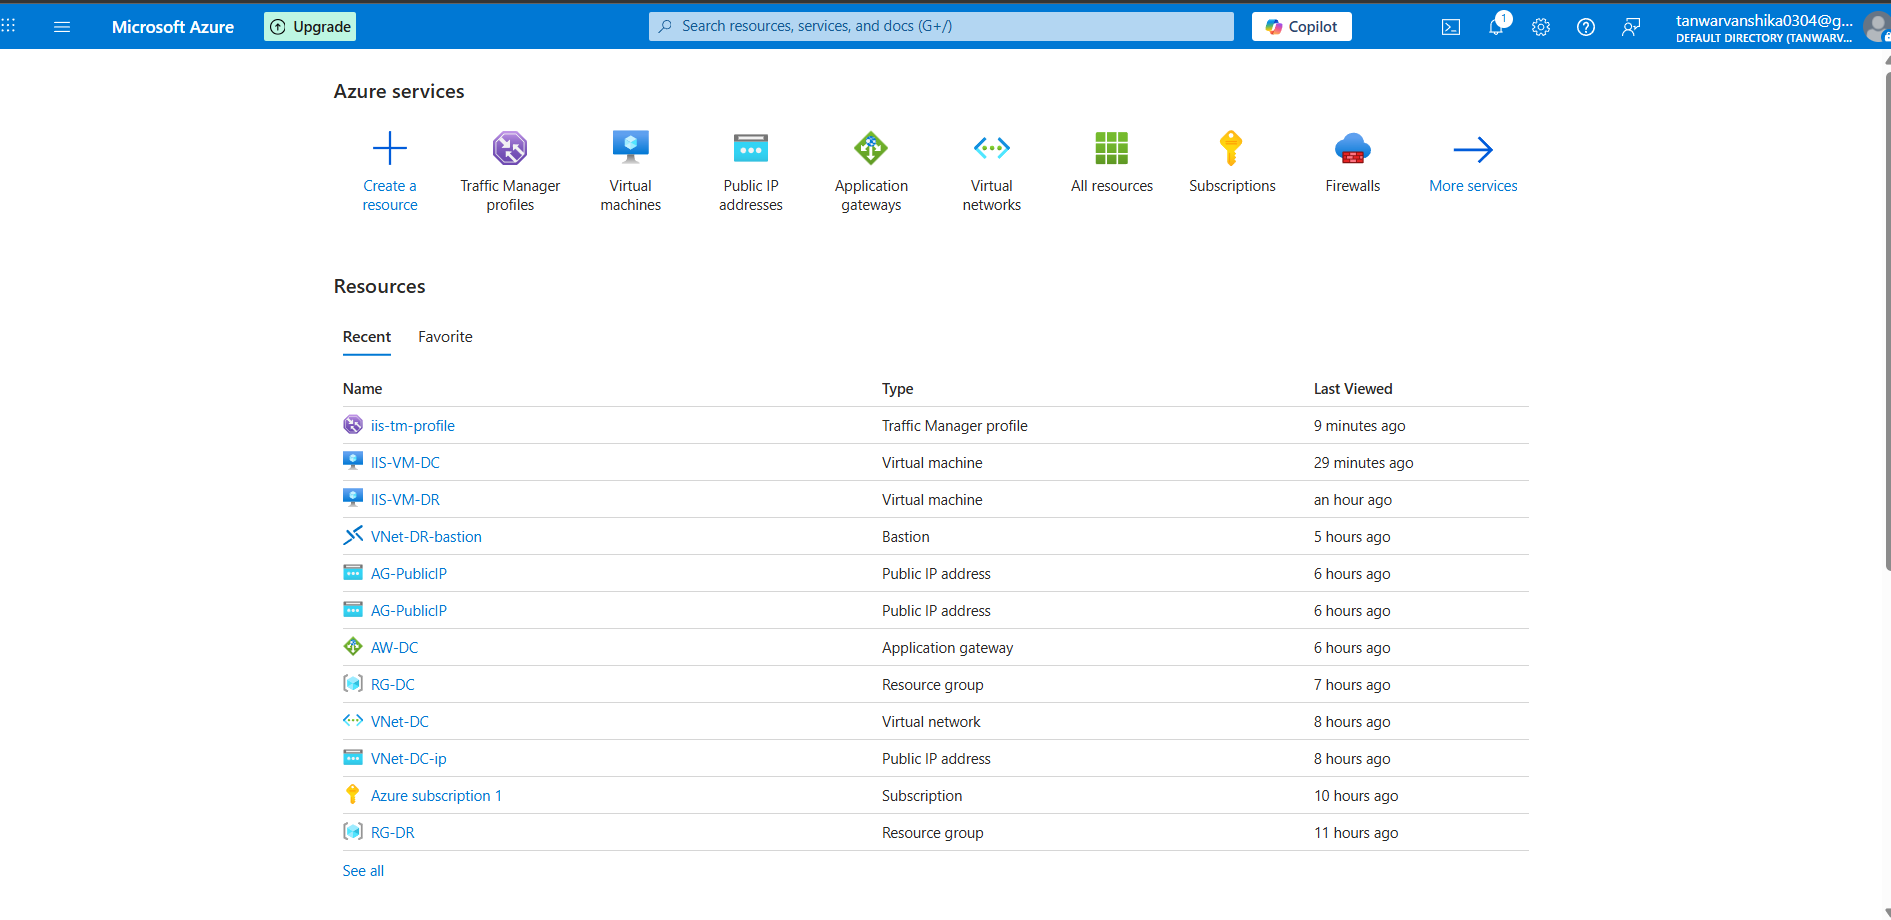 Microsoft Azure
Upgrade
Search resources, services, and docs (G+/)
Copilot
1
tanwarvanshika0304@g...
DEFAULT DIRECTORY (TANWARV...
Azure services
Create a resource
Traffic Manager profiles
Virtual machines
Public IP addresses
Application gateways
Virtual networks
All resources
Subscriptions
Firewalls
More services
Resources
Recent Favorite
Name Type Last Viewed
iis-tm-profile Traffic Manager profile 9 minutes ago
IIS-VM-DC Virtual machine 29 minutes ago
IIS-VM-DR Virtual machine an hour ago
VNet-DR-bastion Bastion 5 hours ago
AG-PublicIP Public IP address 6 hours ago
AG-PublicIP Public IP address 6 hours ago
AW-DC Application gateway 6 hours ago
RG-DC Resource group 7 hours ago
VNet-DC Virtual network 8 hours ago
VNet-DC-ip Public IP address 8 hours ago
Azure subscription 1 Subscription 10 hours ago
RG-DR Resource group 11 hours ago
See all